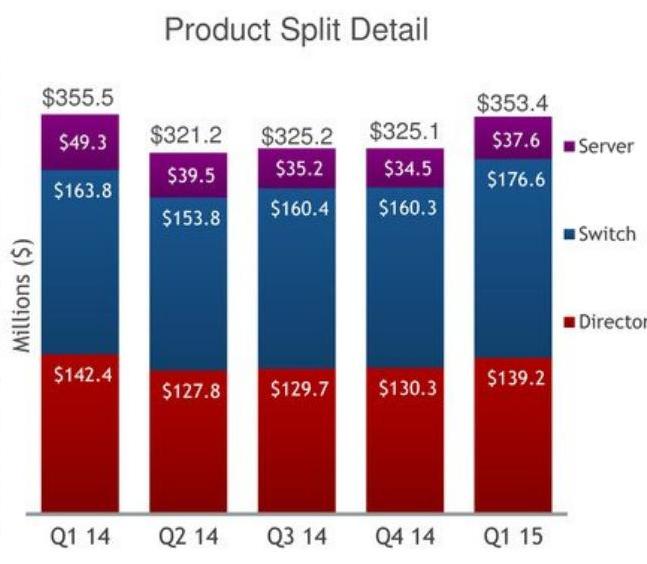 Product Split Detail
$355.5
$321.2
$325.2
$325.1
$353.4
$49.3
$39.5
$35.2
$34.5
$37.6
Server
$163.8
$153.8
$160.4
$160.3
$176.6
Switch
Millions ($)
$142.4
$127.8
$129.7
$130.3
$139.2
Director
Q1 14
Q2 14
Q3 14
Q4 14
Q1 15